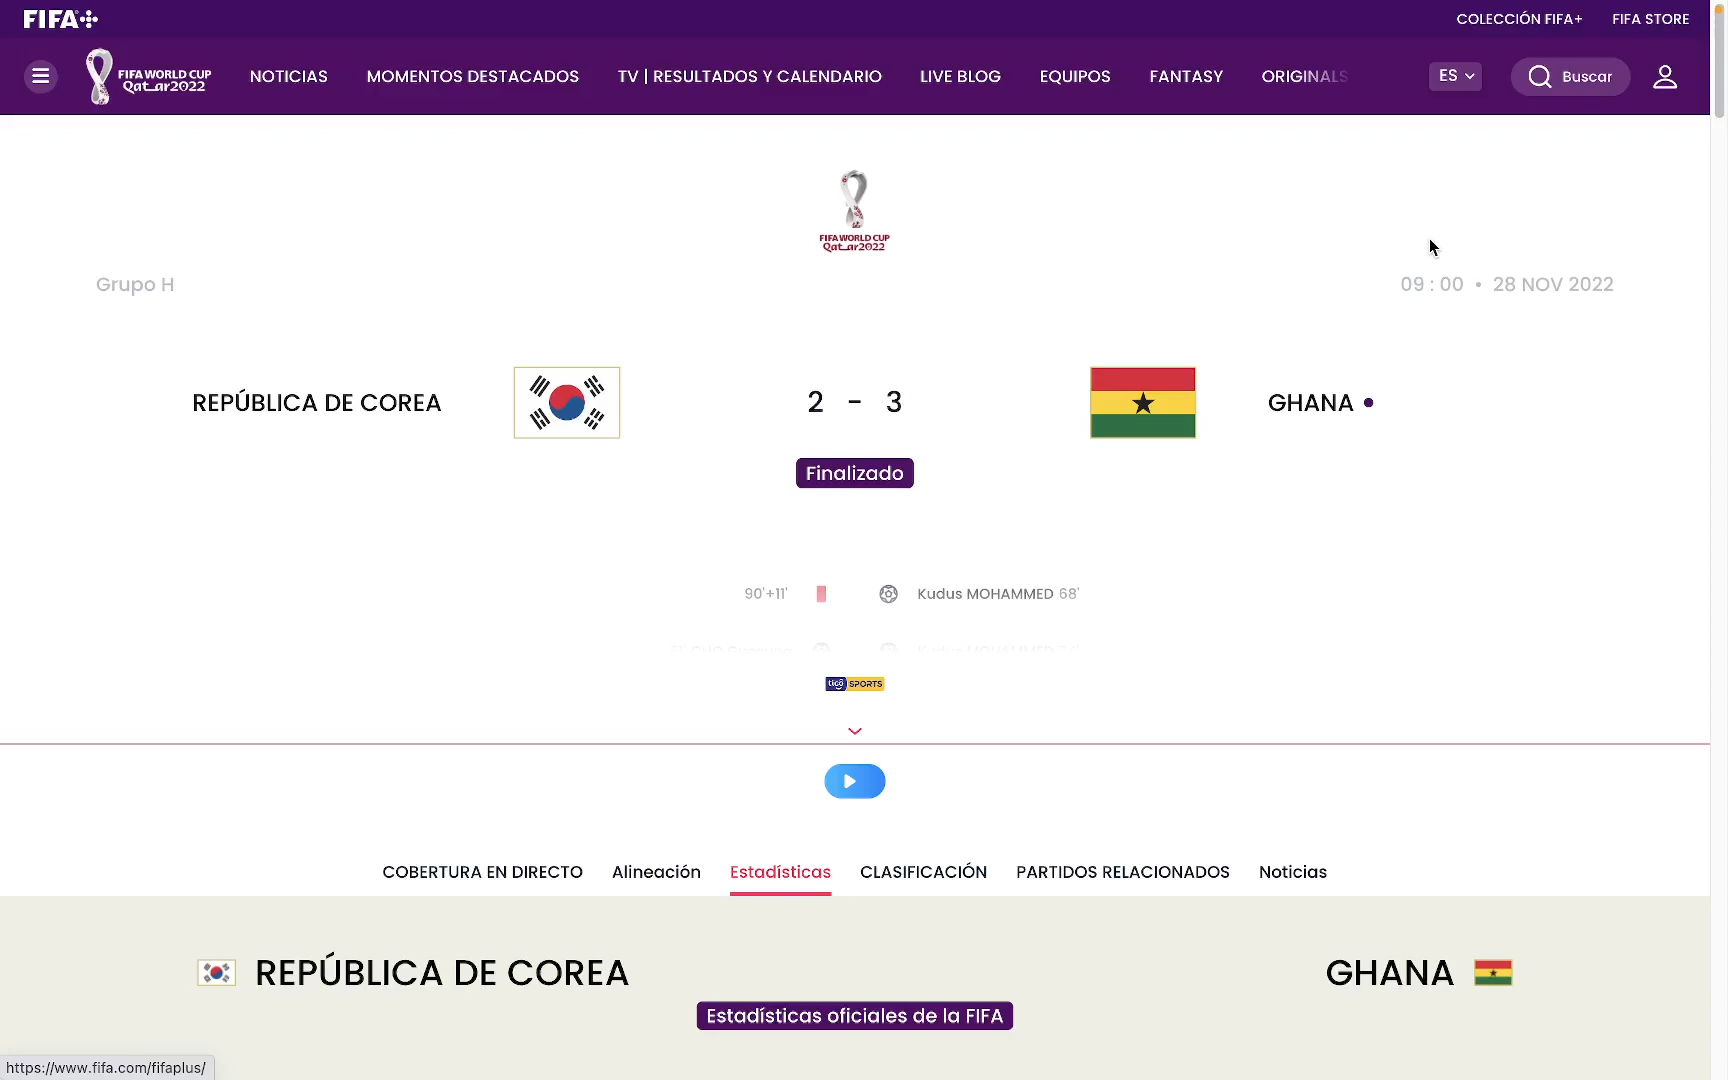 FIFA+
COLECCIÓN FIFA+ FIFA STORE
FIFA WORLD CUP
Qatar2022
NOTICIAS MOMENTOS DESTACADOS TV | RESULTADOS Y CALENDARIO LIVE BLOG EQUIPOS FANTASY ORIGINALS ES Buscar
FIFA WORLD CUP
Qatar2022
Grupo H 09 : 00 • 28 NOV 2022
REPÚBLICA DE COREA 2 - 3 GHANA
Finalizado
90'+11' Kudus MOHAMMED 68'
tigo SPORTS
COBERTURA EN DIRECTO Alineación Estadísticas CLASIFICACIÓN PARTIDOS RELACIONADOS Noticias
REPÚBLICA DE COREA GHANA
Estadísticas oficiales de la FIFA
https://www.fifa.com/fifaplus/